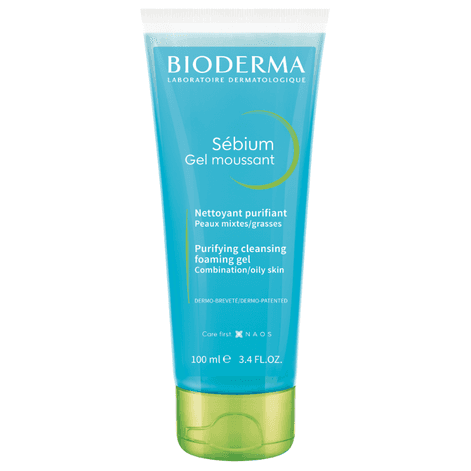 BIODERMA
LABORATOIRE DERMATOLOGIQUE
Sébium
Gel moussant
Nettoyant purifiant
Peaux mixtes/grasses
Purifying cleansing
foaming gel
Combination/oily skin
DERMO-BREVETÉ/DERMO-PATENTED
Care first NAOS
100 ml ℮ 3,4 FL.OZ.